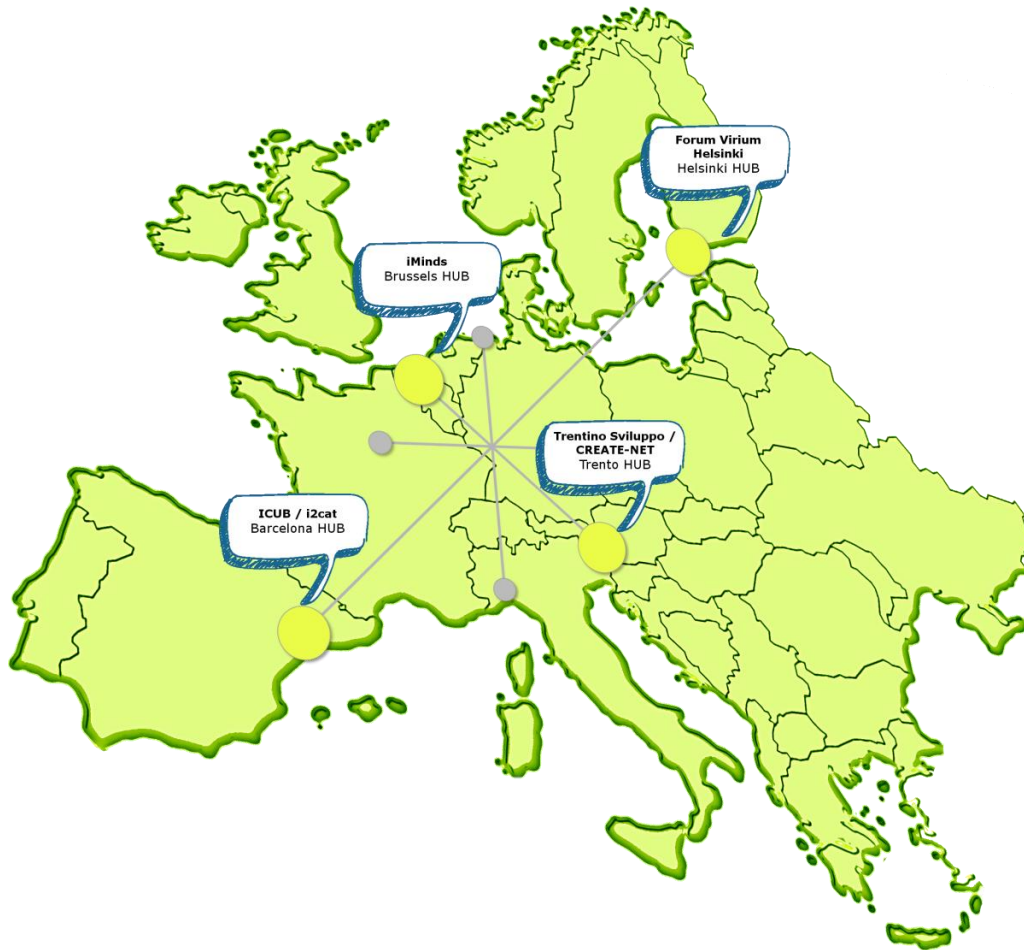 Forum Virium
Helsinki
Helsinki HUB
iMinds
Brussels HUB
Trentino Sviluppo /
CREATE-NET
Trento HUB
ICUB / i2cat
Barcelona HUB